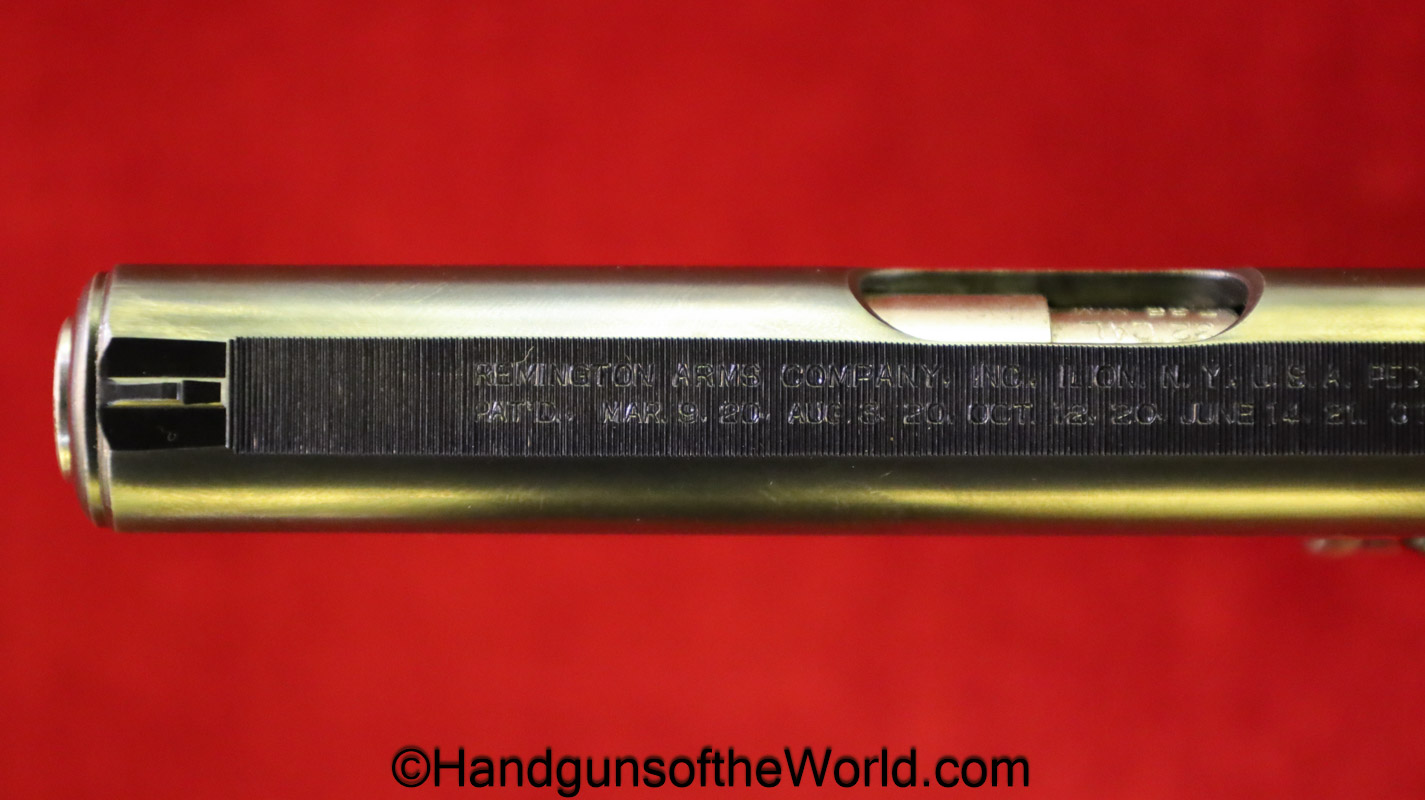 REMINGTON ARMS COMPANY, INC. ILION, N. Y. U.S.A. PED
PAT'D. MAR. 9, 20. AUG. 3, 20. OCT. 12, 20. JUNE 14, 21.
©HandgunsoftheWorld.com